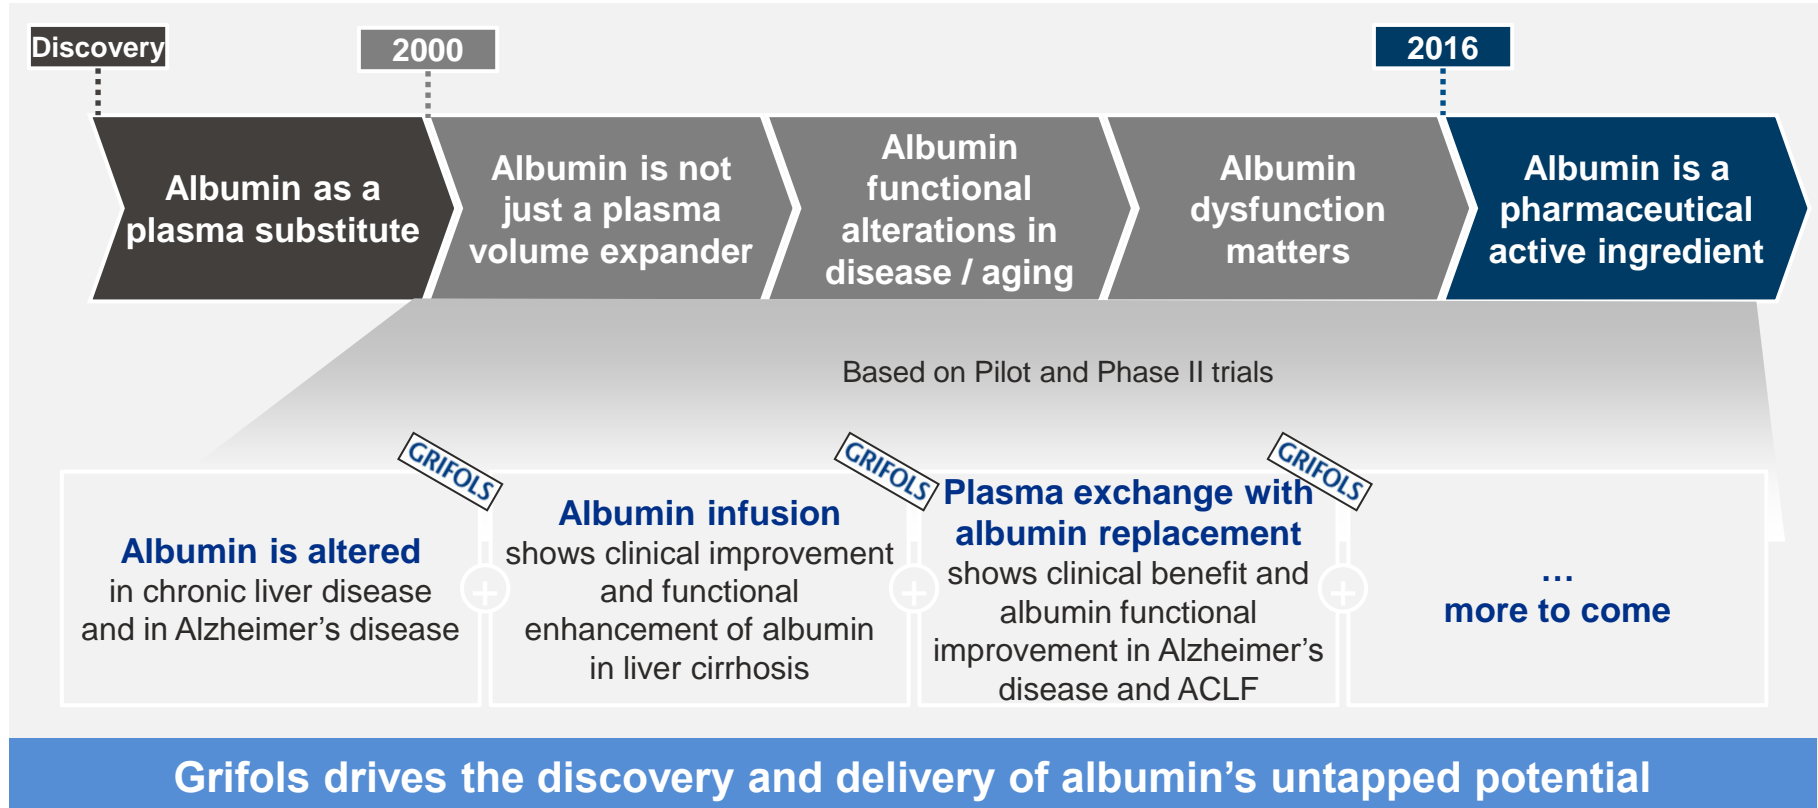 Discovery
2000
2016
Albumin as a
plasma substitute
Albumin is not
just a plasma
volume expander
Albumin
functional
alterations in
disease / aging
Albumin
dysfunction
matters
Albumin is a
pharmaceutical
active ingredient
Based on Pilot and Phase II trials
GRIFOLS
GRIFOLS
GRIFOLS
Albumin is altered
in chronic liver disease
and in Alzheimer’s disease
+
Albumin infusion
shows clinical improvement
and functional
enhancement of albumin
in liver cirrhosis
+
Plasma exchange with
albumin replacement
shows clinical benefit and
albumin functional
improvement in Alzheimer’s
disease and ACLF
+
…
more to come
Grifols drives the discovery and delivery of albumin’s untapped potential